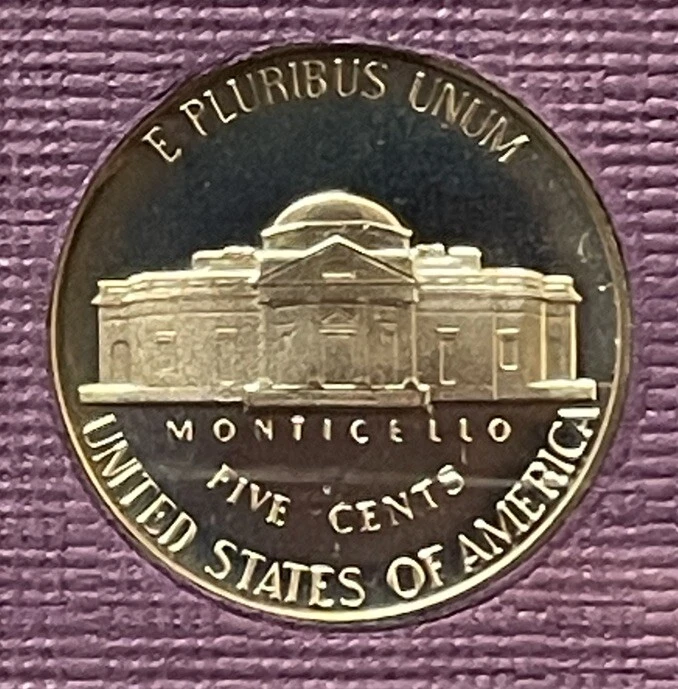 E PLURIBUS UNUM
MONTICELLO
FIVE CENTS
UNITED STATES OF AMERICA